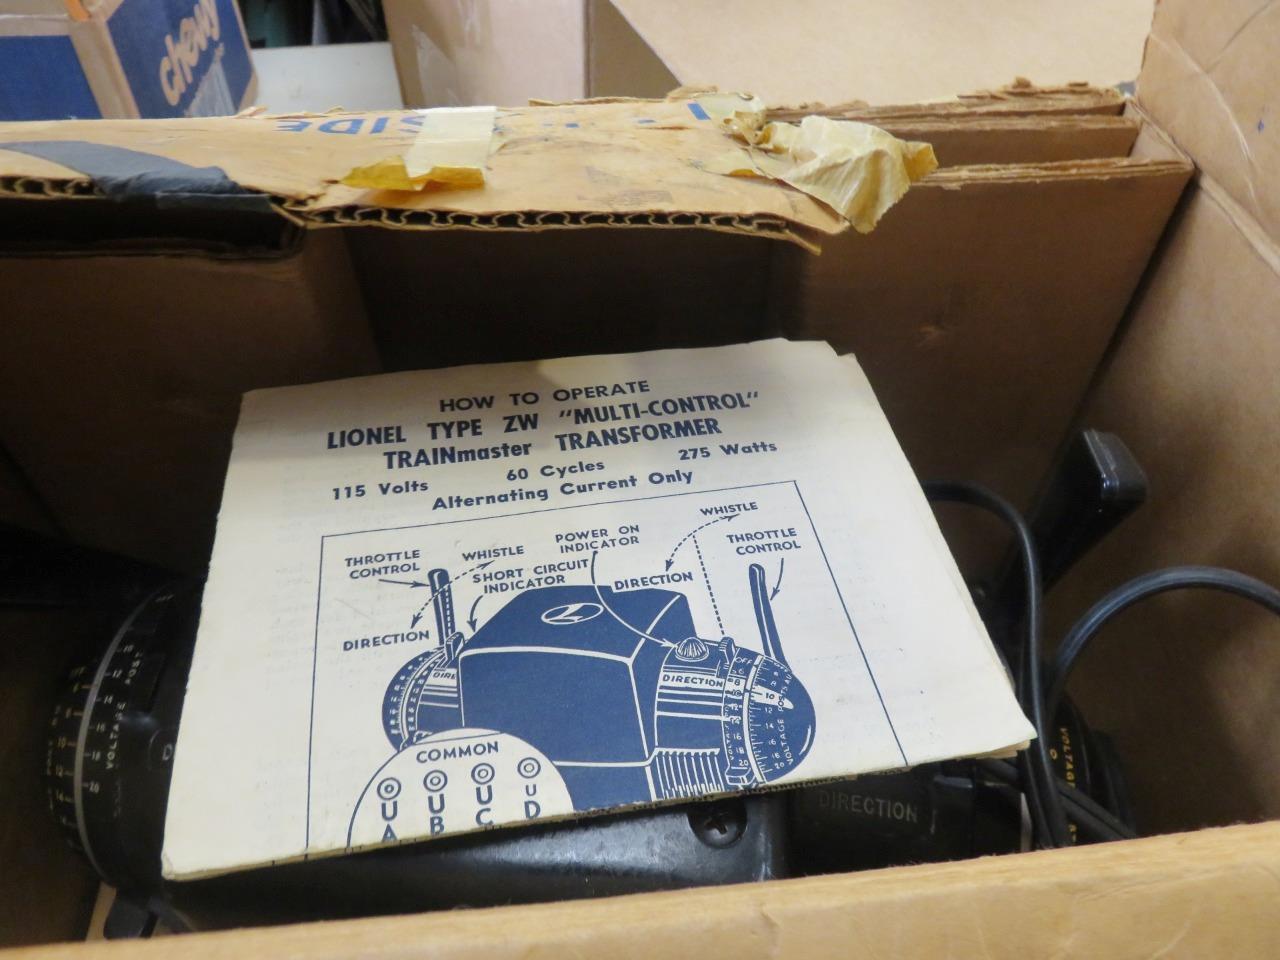 chewy
SIDE
HOW TO OPERATE
LIONEL TYPE ZW "MULTI-CONTROL"
TRAINmaster TRANSFORMER
115 Volts 60 Cycles 275 Watts
Alternating Current Only
THROTTLE CONTROL
WHISTLE
SHORT CIRCUIT INDICATOR
DIRECTION
POWER ON INDICATOR
DIRECTION
WHISTLE
THROTTLE CONTROL
DIRECTION
OFF
COMMON
U U U U
A B C D
VOLTAGE POST
DIRECTION
VOLTAGE